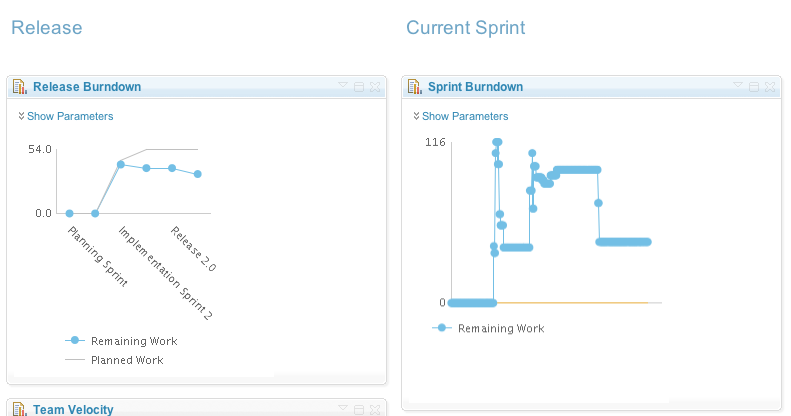 Release
Current Sprint
Release Burndown
Show Parameters
54.0
0.0
Planning Sprint
Implementation Sprint 2
Release 2.0
Remaining Work
Planned Work
Team Velocity
Sprint Burndown
Show Parameters
116
0
Remaining Work